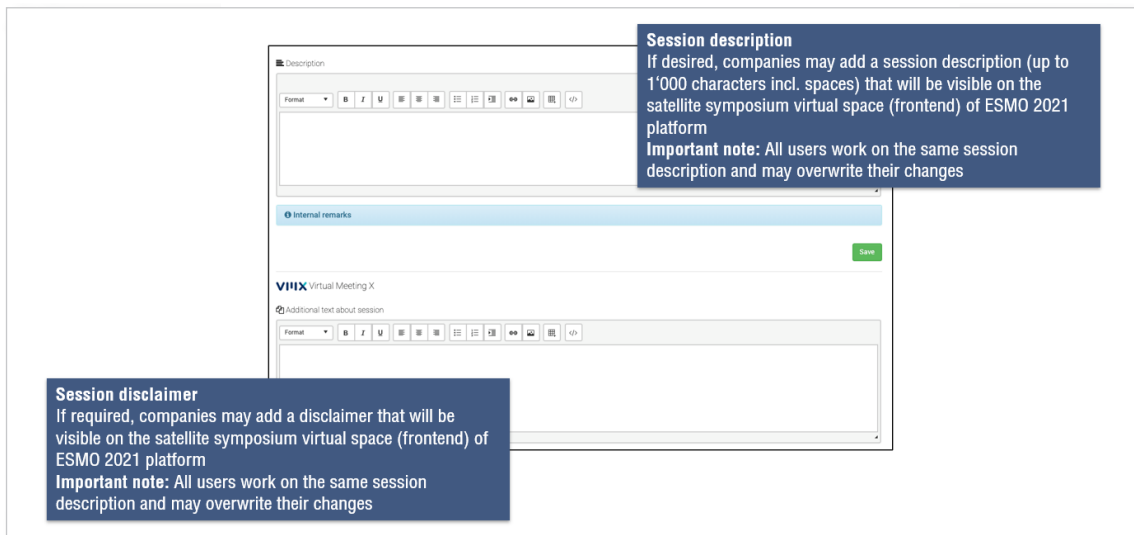 Session description
If desired, companies may add a session description (up to
1‘000 characters incl. spaces) that will be visible on the
satellite symposium virtual space (frontend) of ESMO 2021
platform
Important note: All users work on the same session
description and may overwrite their changes
Description
Format B I U
Internal remarks
Save
VMX Virtual Meeting X
Additional text about session
Format B I U
Session disclaimer
If required, companies may add a disclaimer that will be
visible on the satellite symposium virtual space (frontend) of
ESMO 2021 platform
Important note: All users work on the same session
description and may overwrite their changes